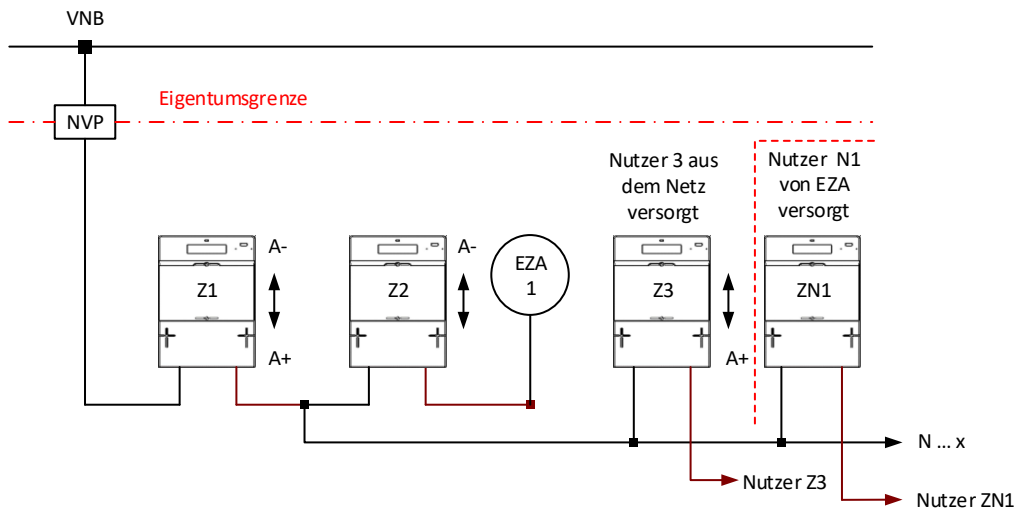 VNB
Eigentumsgrenze
NVP
Nutzer 3 aus
dem Netz
versorgt
Nutzer N1
von EZA
versorgt
A-
A-
EZA
1
Z1
Z2
Z3
ZN1
A+
A+
N ... x
Nutzer Z3
Nutzer ZN1